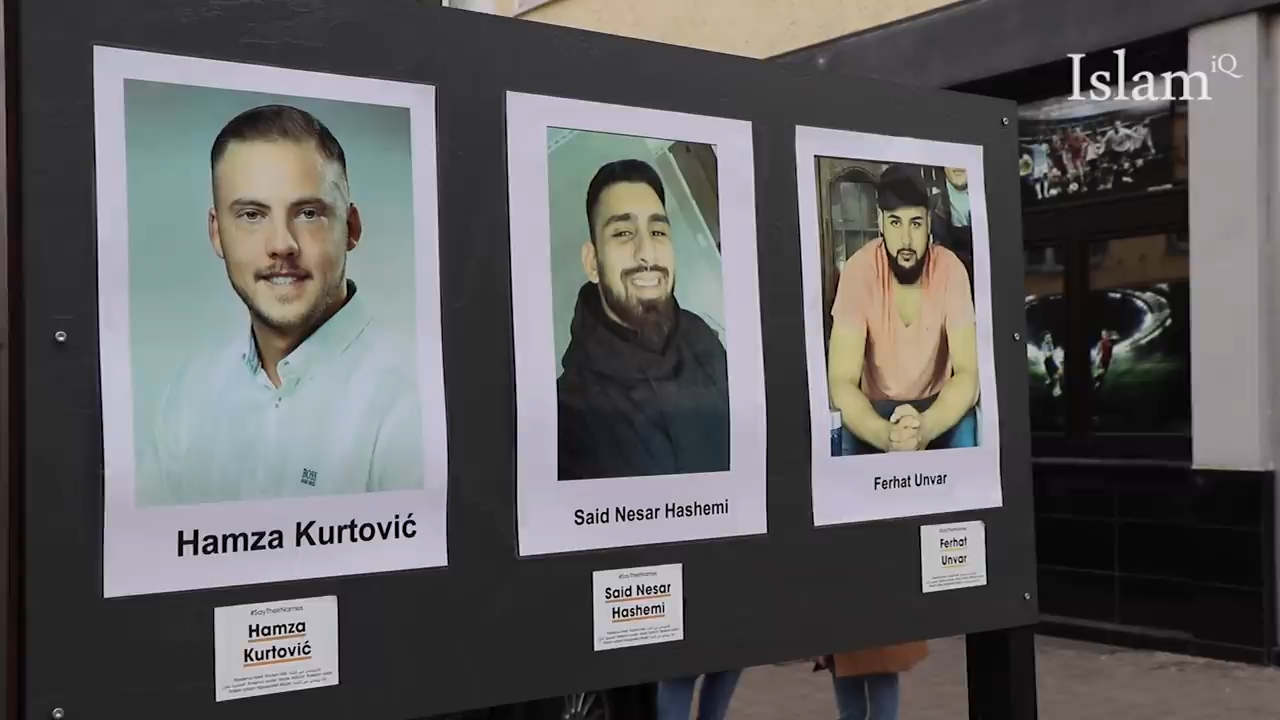 Islam iQ
Hamza Kurtović
Said Nesar Hashemi
Ferhat Unvar
#SayTheirNames
Hamza
Kurtović
#SayTheirNames
Said Nesar
Hashemi
#SayTheirNames
Ferhat
Unvar
BOSS